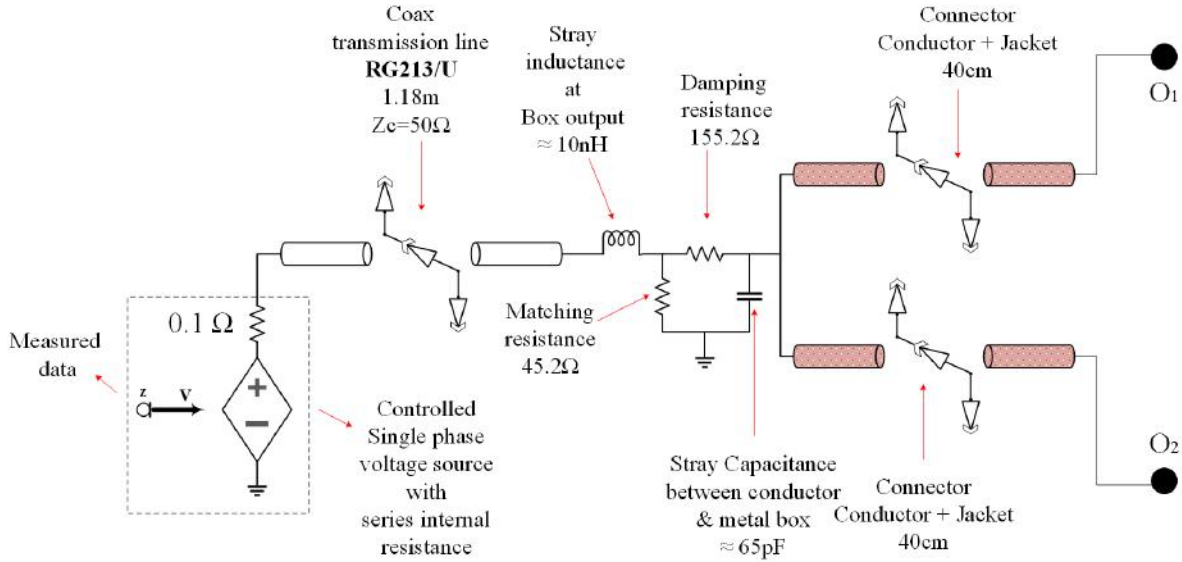 Coax
transmission line
RG213/U
1.18m
Zc=50Ω
Stray
inductance
at
Box output
≈ 10nH
Damping
resistance
155.2Ω
Connector
Conductor + Jacket
40cm
O1
Measured
data
0.1 Ω
z
v
+
−
Controlled
Single phase
voltage source
with
series internal
resistance
Matching
resistance
45.2Ω
Stray Capacitance
between conductor
& metal box
≈ 65pF
Connector
Conductor + Jacket
40cm
O2